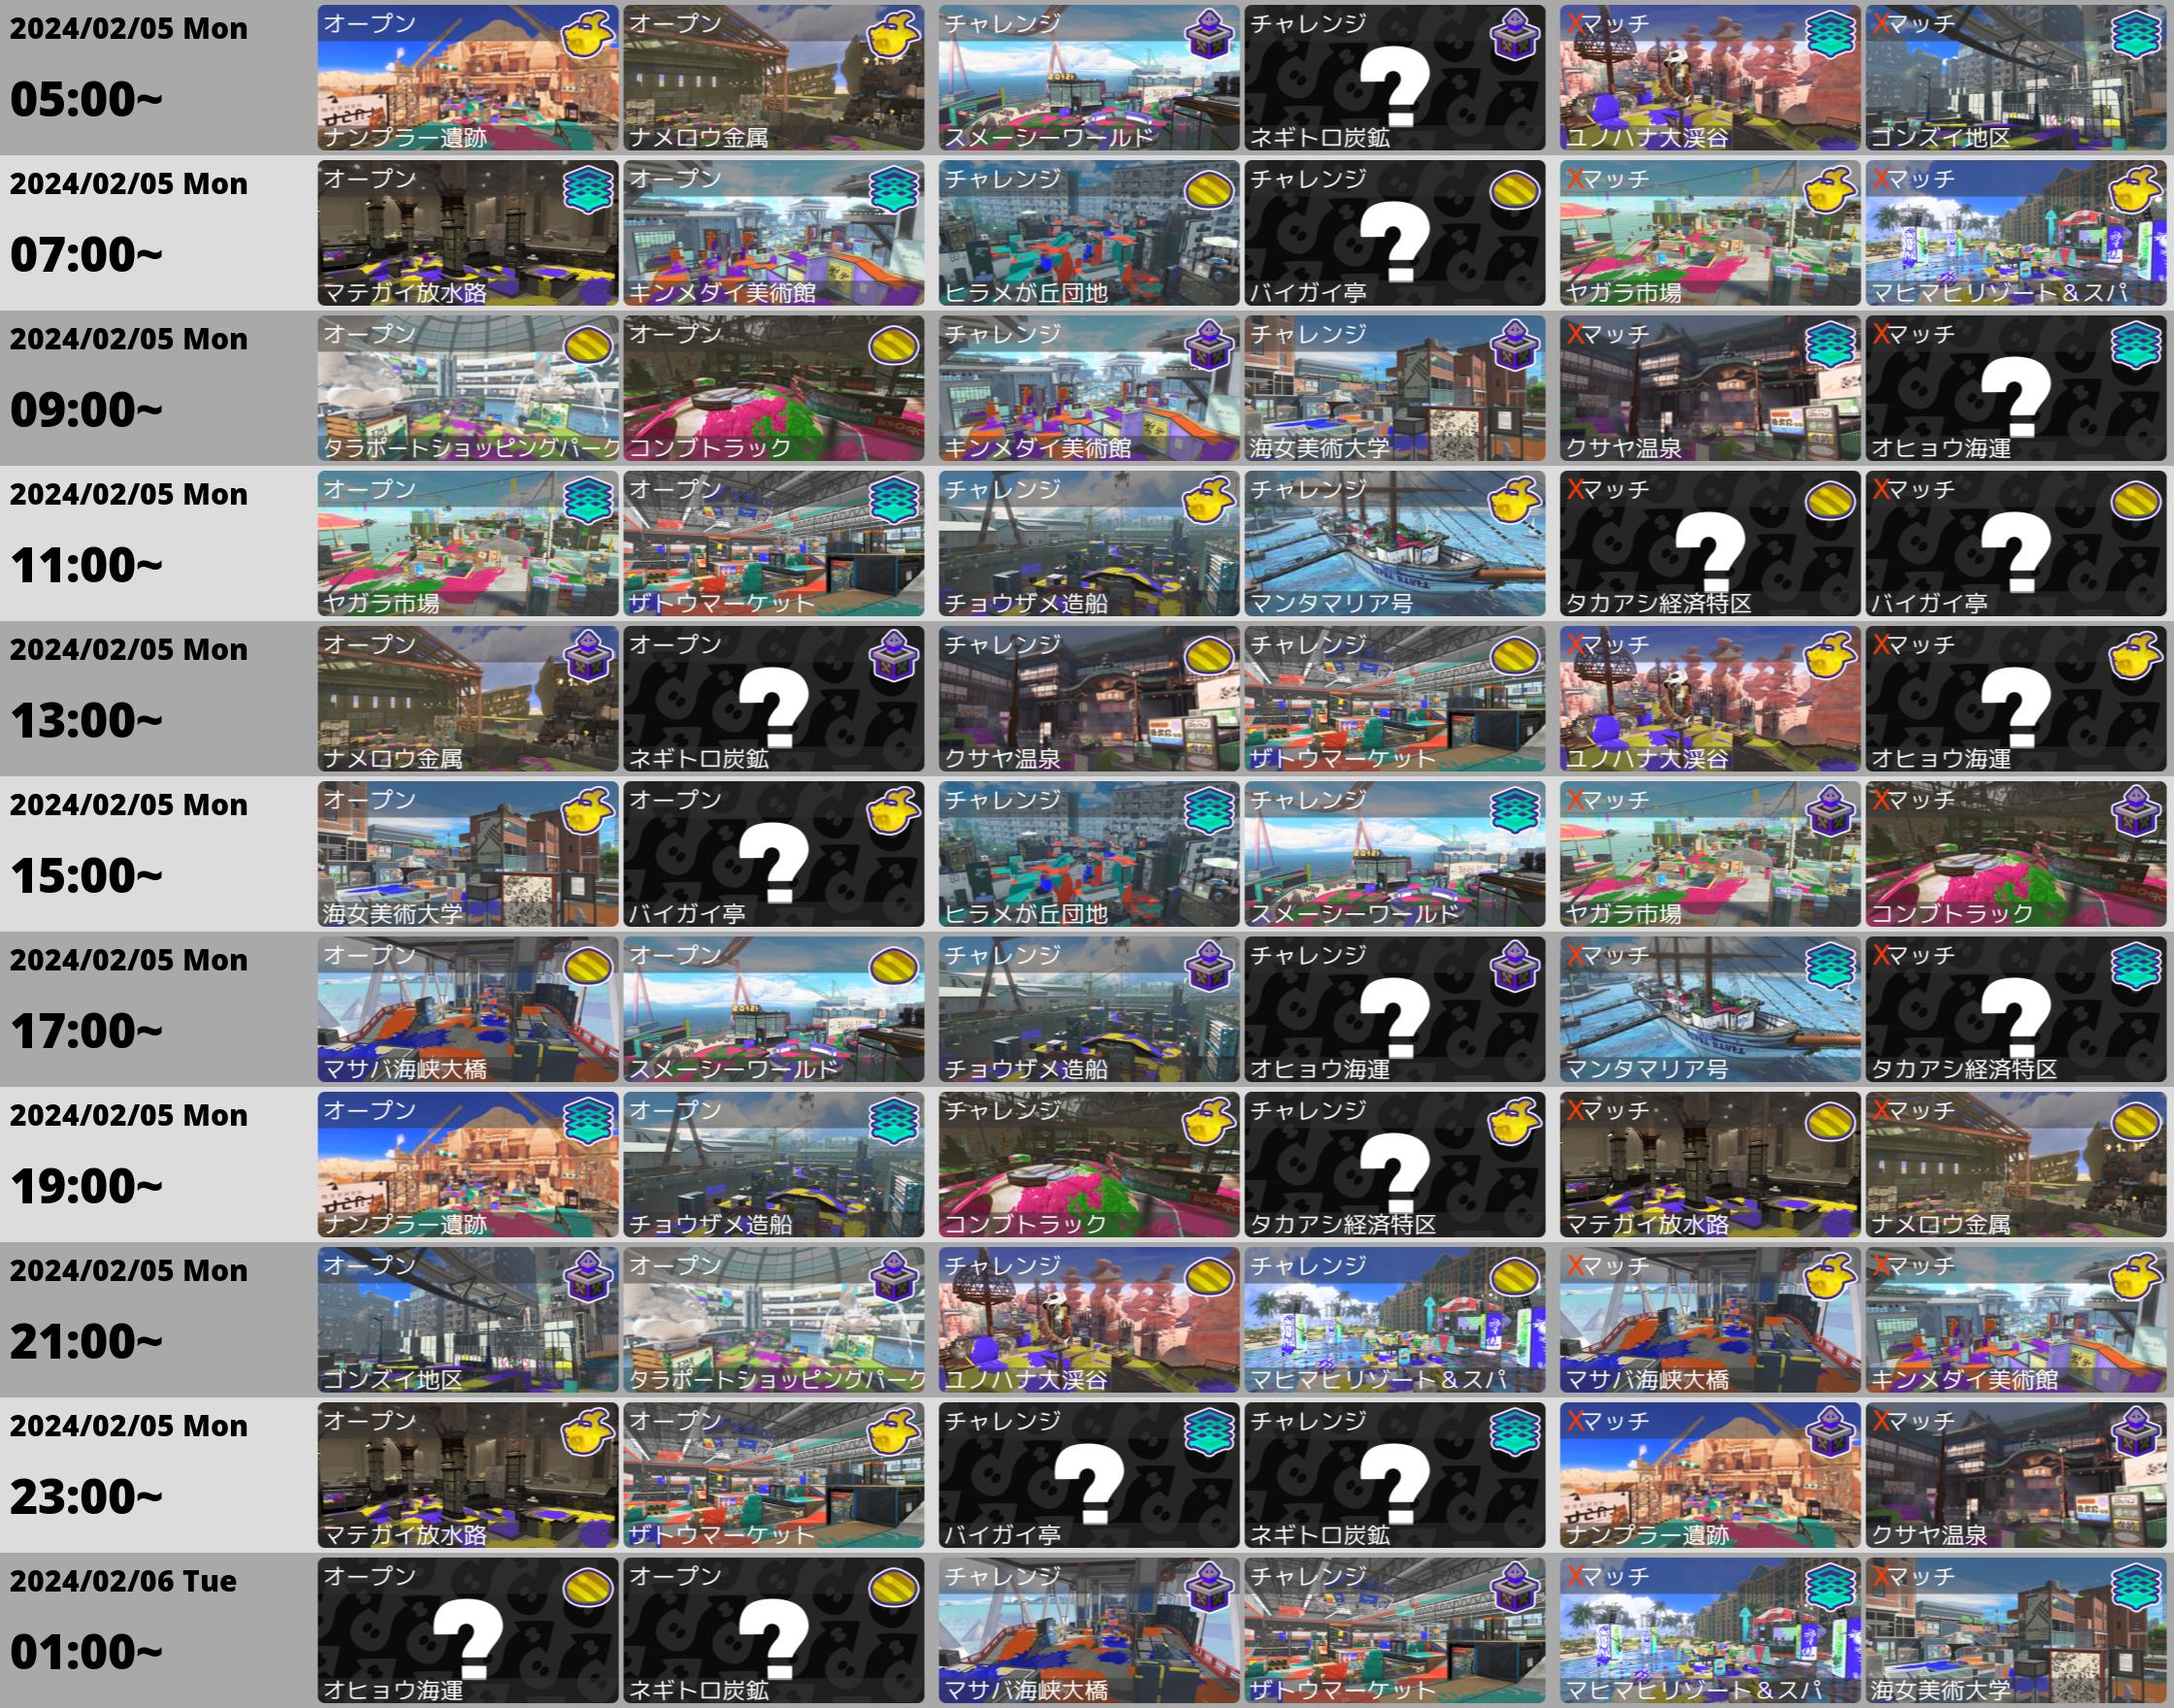 2024/02/05 Mon
05:00~
オープン
ナンプラー遺跡
オープン
ナメロウ金属
チャレンジ
スメーシーワールド
チャレンジ
ネギトロ炭鉱
Xマッチ
ユノハナ大渓谷
Xマッチ
ゴンズイ地区
2024/02/05 Mon
07:00~
オープン
マテガイ放水路
オープン
キンメダイ美術館
チャレンジ
ヒラメが丘団地
チャレンジ
バイガイ亭
Xマッチ
ヤガラ市場
Xマッチ
マヒマヒリゾート＆スパ
2024/02/05 Mon
09:00~
オープン
タラポートショッピングパーク
オープン
コンブトラック
チャレンジ
キンメダイ美術館
チャレンジ
海女美術大学
Xマッチ
クサヤ温泉
Xマッチ
オヒョウ海運
2024/02/05 Mon
11:00~
オープン
ヤガラ市場
オープン
ザトウマーケット
チャレンジ
チョウザメ造船
チャレンジ
マンタマリア号
Xマッチ
タカアシ経済特区
Xマッチ
バイガイ亭
2024/02/05 Mon
13:00~
オープン
ナメロウ金属
オープン
ネギトロ炭鉱
チャレンジ
クサヤ温泉
チャレンジ
ザトウマーケット
Xマッチ
ユノハナ大渓谷
Xマッチ
オヒョウ海運
2024/02/05 Mon
15:00~
オープン
海女美術大学
オープン
バイガイ亭
チャレンジ
ヒラメが丘団地
チャレンジ
スメーシーワールド
Xマッチ
ヤガラ市場
Xマッチ
コンブトラック
2024/02/05 Mon
17:00~
オープン
マサバ海峡大橋
オープン
スメーシーワールド
チャレンジ
チョウザメ造船
チャレンジ
オヒョウ海運
Xマッチ
マンタマリア号
Xマッチ
タカアシ経済特区
2024/02/05 Mon
19:00~
オープン
ナンプラー遺跡
オープン
チョウザメ造船
チャレンジ
コンブトラック
チャレンジ
タカアシ経済特区
Xマッチ
マテガイ放水路
Xマッチ
ナメロウ金属
2024/02/05 Mon
21:00~
オープン
ゴンズイ地区
オープン
タラポートショッピングパーク
チャレンジ
ユノハナ大渓谷
チャレンジ
マヒマヒリゾート＆スパ
Xマッチ
マサバ海峡大橋
Xマッチ
キンメダイ美術館
2024/02/05 Mon
23:00~
オープン
マテガイ放水路
オープン
ザトウマーケット
チャレンジ
バイガイ亭
チャレンジ
ネギトロ炭鉱
Xマッチ
ナンプラー遺跡
Xマッチ
クサヤ温泉
2024/02/06 Tue
01:00~
オープン
オヒョウ海運
オープン
ネギトロ炭鉱
チャレンジ
マサバ海峡大橋
チャレンジ
ザトウマーケット
Xマッチ
マヒマヒリゾート＆スパ
Xマッチ
海女美術大学